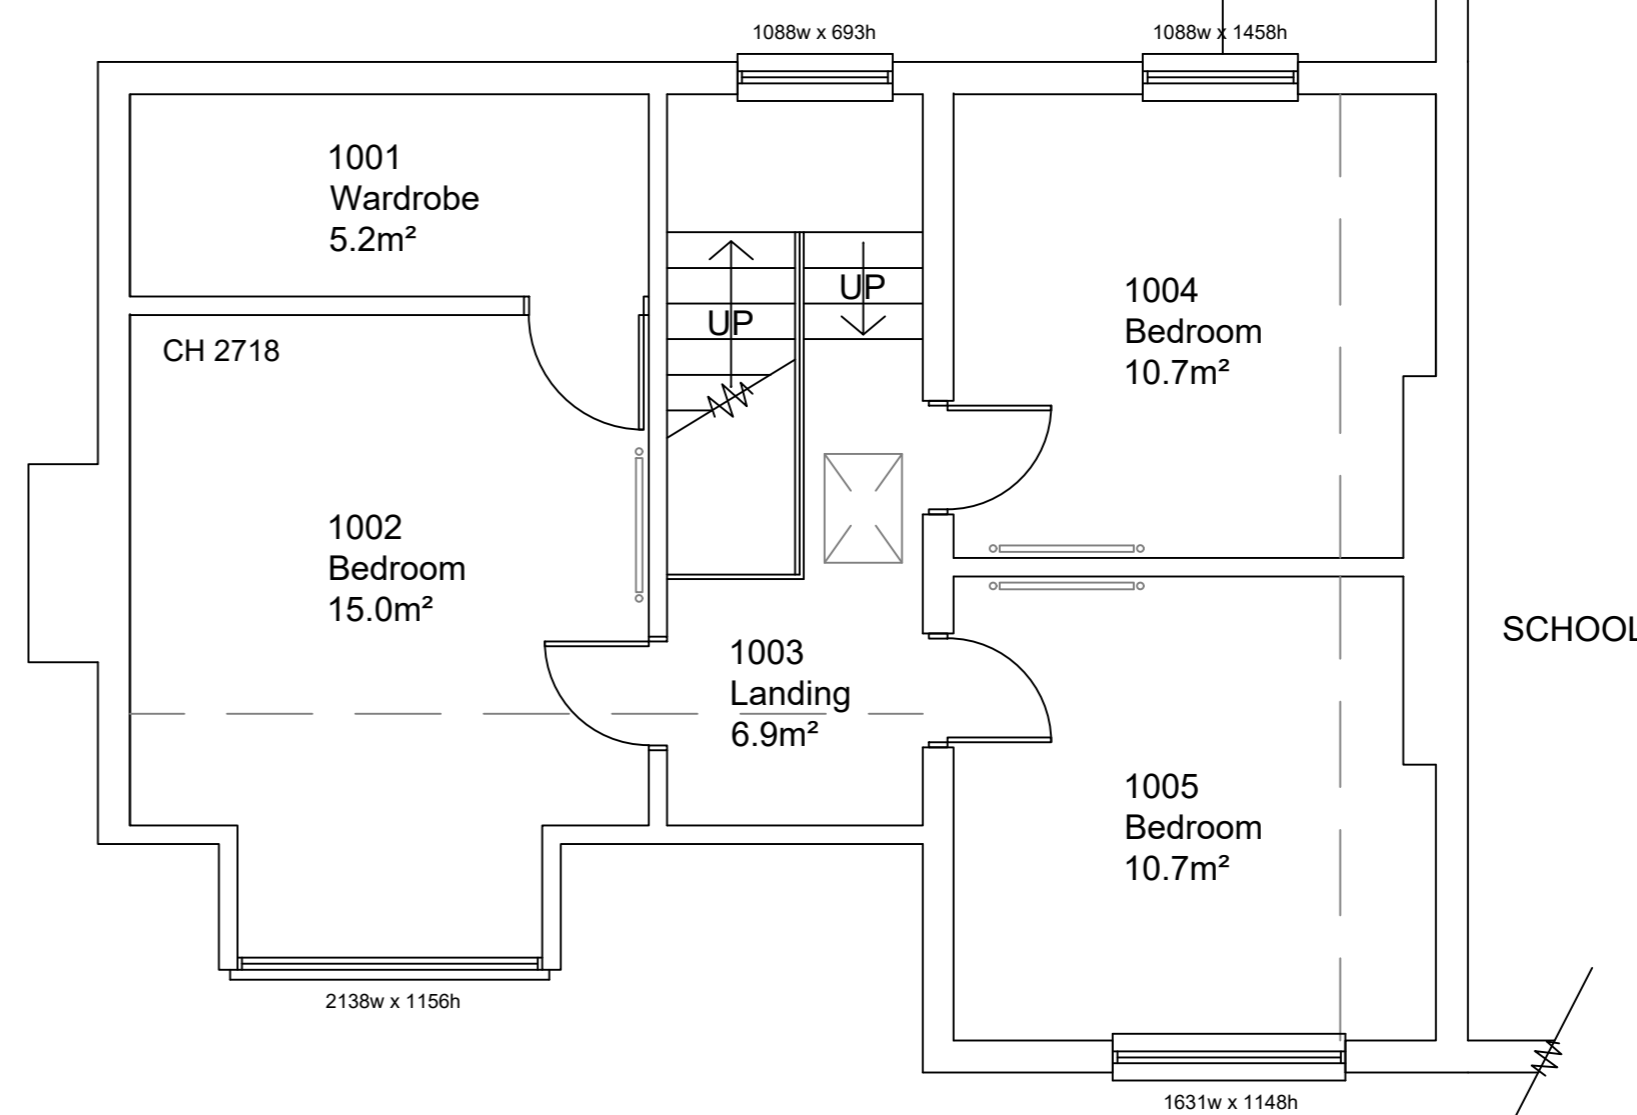 1088w x 693h
1088w x 1458h
1001
Wardrobe
5.2m²
CH 2718
UP
UP
1004
Bedroom
10.7m²
1002
Bedroom
15.0m²
1003
Landing
6.9m²
SCHOOL
1005
Bedroom
10.7m²
2138w x 1156h
1631w x 1148h